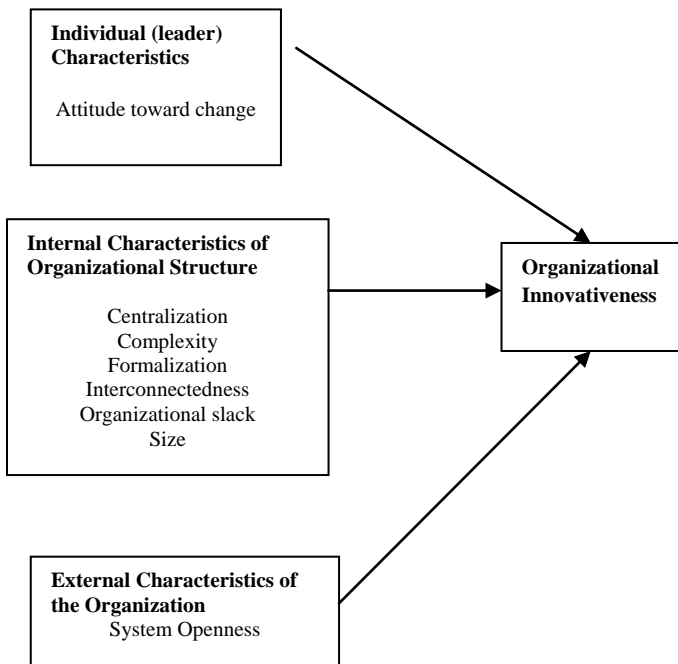 Individual (leader)
Characteristics
Attitude toward change
Internal Characteristics of
Organizational Structure
Centralization
Complexity
Formalization
Interconnectedness
Organizational slack
Size
Organizational
Innovativeness
External Characteristics of
the Organization
System Openness